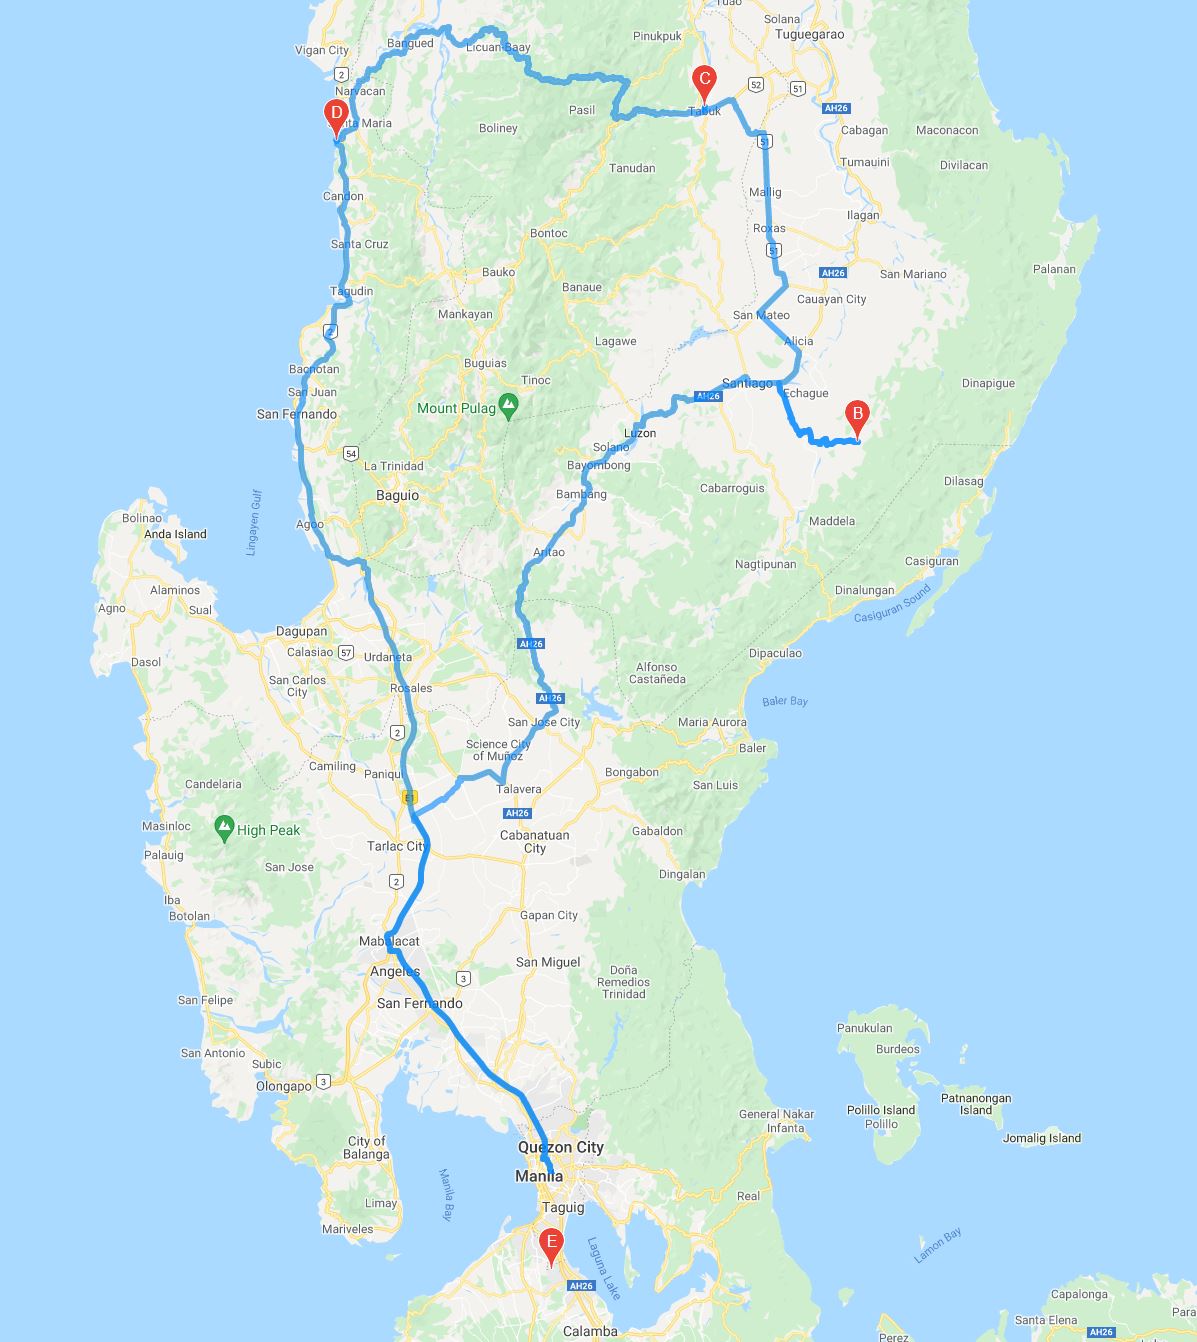 Tuao
Solana
Tuguegarao
Pinukpuk
Vigan City
Bangued
Licuan-Baay
2
Narvacan
C
52
51
AH26
D
Pasil
Tabuk
nta Maria
Boliney
51
Cabagan
Maconacon
Tanudan
Tumauini
Divilacan
Candon
Mallig
Ilagan
Santa Cruz
Bontoc
Roxas
51
Bauko
AH26
San Mariano
Palanan
Tagudin
Banaue
Cauayan City
Mankayan
San Mateo
2
Lagawe
Alicia
Bacnotan
Buguias
San Juan
Tinoc
Santiago
Dinapigue
AH26
Echague
Mount Pulag
San Fernando
B
Luzon
Solano
54
La Trinidad
Bayombong
Baguio
Bambang
Cabarroguis
Dilasag
Lingayen Gulf
Bolinao
Anda Island
Agoo
Maddela
Aritao
Nagtipunan
Casiguran
Alaminos
Dinalungan
Agno
Sual
Casiguran Sound
Dagupan
AH26
Calasiao
57
Urdaneta
Dipaculao
Dasol
Alfonso
Castañeda
San Carlos
City
Rosales
AH26
Baler Bay
San Jose City
Maria Aurora
2
Science City
of Muñoz
Baler
Camiling
Paniqui
Bongabon
Candelaria
Talavera
San Luis
E1
AH26
Masinloc
High Peak
Cabanatuan
City
Gabaldon
Palauig
Tarlac City
San Jose
Dingalan
2
Iba
Botolan
Gapan City
Mabalacat
San Miguel
Angeles
3
Doña
Remedios
Trinidad
San Felipe
San Fernando
Panukulan
San Antonio
Burdeos
Subic
Olongapo
3
Patnanongan
Island
Polillo Island
Polillo
General Nakar
Infanta
Jomalig Island
City of
Balanga
Quezon City
Manila
Manila Bay
Real
Limay
Taguig
Mariveles
E
Laguna Lake
Lamon Bay
AH26
Capalonga
Calamba
Santa Elena
Para
Perez
AH26